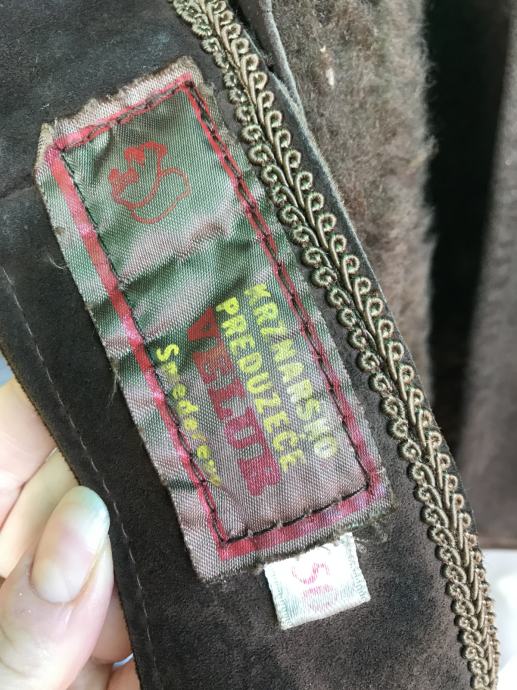 KRZNARSKO
PREDUZEĆE
VELUR
Smederevo
S